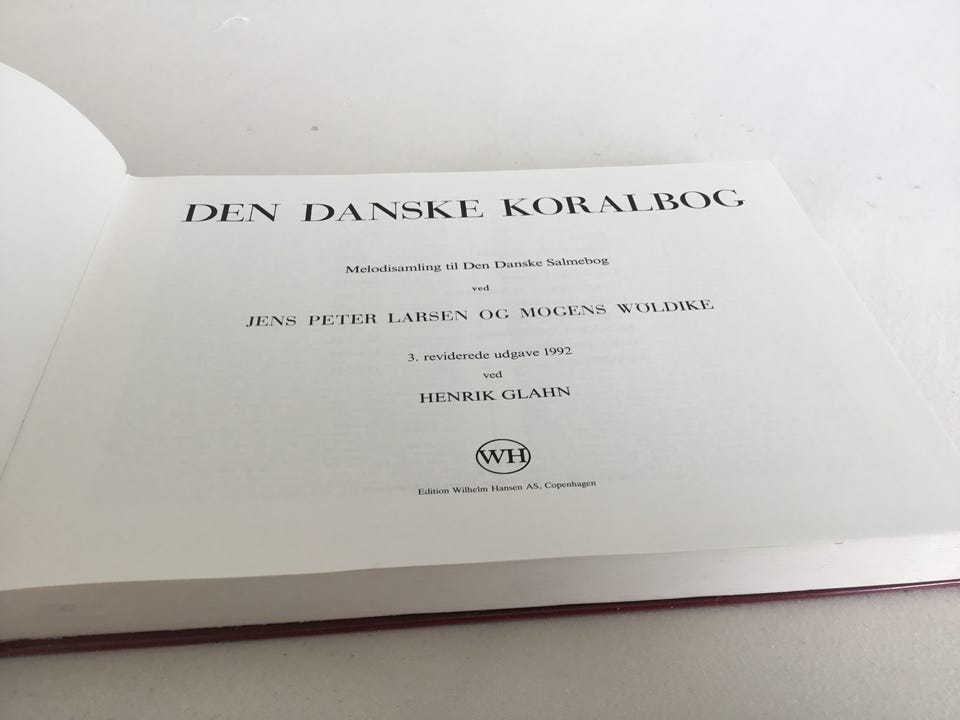 DEN DANSKE KORALBOG
Melodisamling til Den Danske Salmebog
ved
JENS PETER LARSEN OG MOGENS WÖLDIKE
3. reviderede udgave 1992
ved
HENRIK GLAHN
WH
Edition Wilhelm Hansen AS, Copenhagen